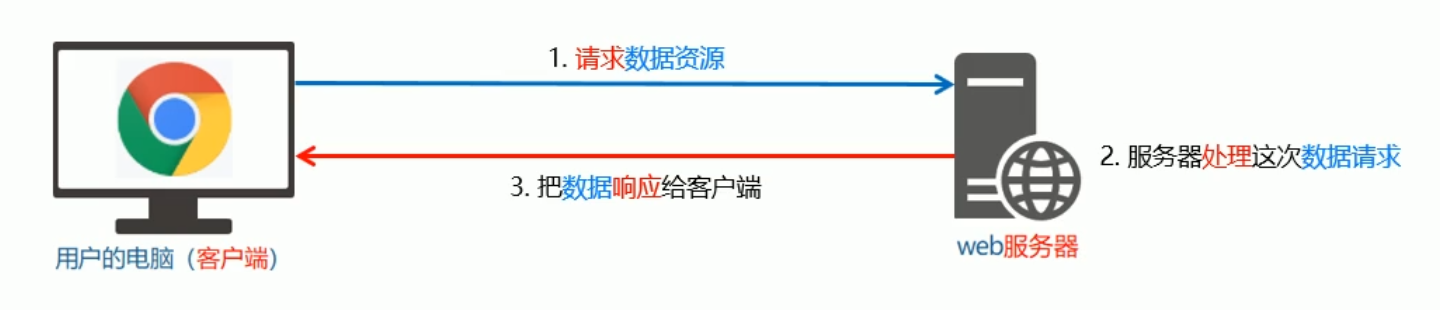 1. 请求数据资源
2. 服务器处理这次数据请求
3. 把数据响应给客户端
用户的电脑（客户端）
web服务器